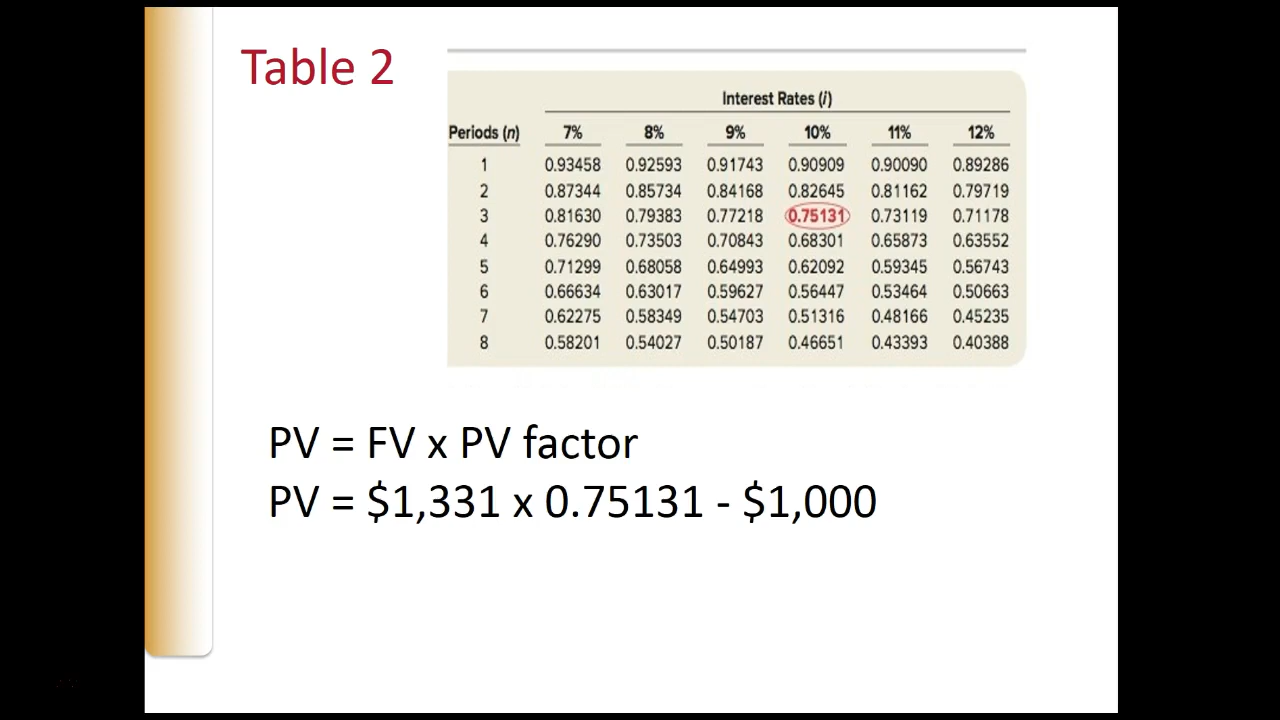 Table 2
Interest Rates (i)
Periods (n) 7% 8% 9% 10% 11% 12%
1 0.93458 0.92593 0.91743 0.90909 0.90090 0.89286
2 0.87344 0.85734 0.84168 0.82645 0.81162 0.79719
3 0.81630 0.79383 0.77218 0.75131 0.73119 0.71178
4 0.76290 0.73503 0.70843 0.68301 0.65873 0.63552
5 0.71299 0.68058 0.64993 0.62092 0.59345 0.56743
6 0.66634 0.63017 0.59627 0.56447 0.53464 0.50663
7 0.62275 0.58349 0.54703 0.51316 0.48166 0.45235
8 0.58201 0.54027 0.50187 0.46651 0.43393 0.40388
PV = FV x PV factor
PV = $1,331 x 0.75131 - $1,000